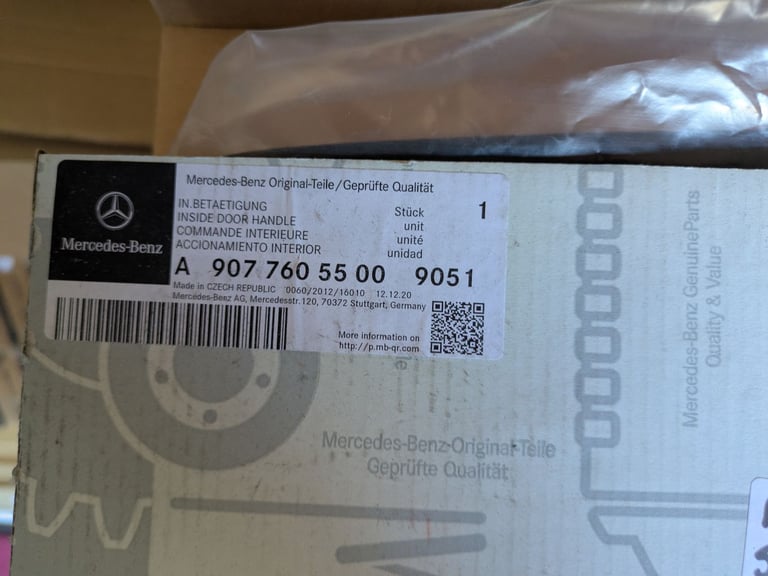 Mercedes-Benz Original-Teile/Geprüfte Qualität
IN.BETAETIGUNG
INSIDE DOOR HANDLE
COMMANDE INTERIEURE
ACCIONAMIENTO INTERIOR
Stück 1
unit
unité
unidad
Mercedes-Benz
A 907 760 55 00 9051
Made in CZECH REPUBLIC 0060/2012/16010 12.12.20
Mercedes-Benz AG, Mercedesstr.120, 70372 Stuttgart, Germany
More information on
http://p.mb-qr.com
Mercedes-Benz-Original-Teile
Geprüfte Qualität
Mercedes-Benz GenuineParts
Quality & Value